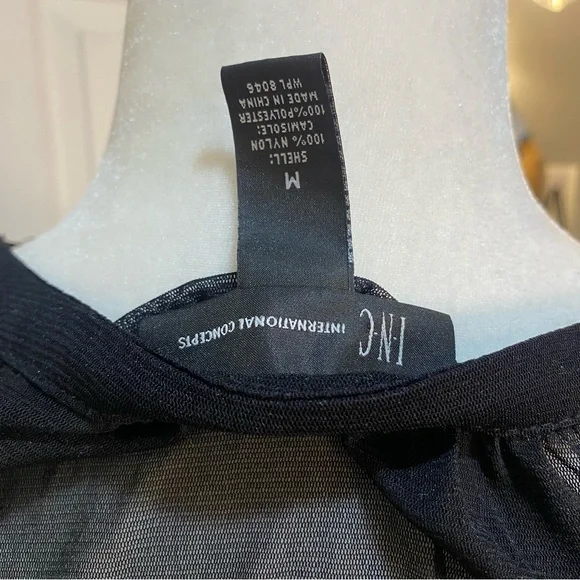 M
SHELL:
100% NYLON
CAMISOLE:
100%POLYESTER
MADE IN CHINA
WPL 8046
I·N·C
INTERNATIONAL CONCEPTS